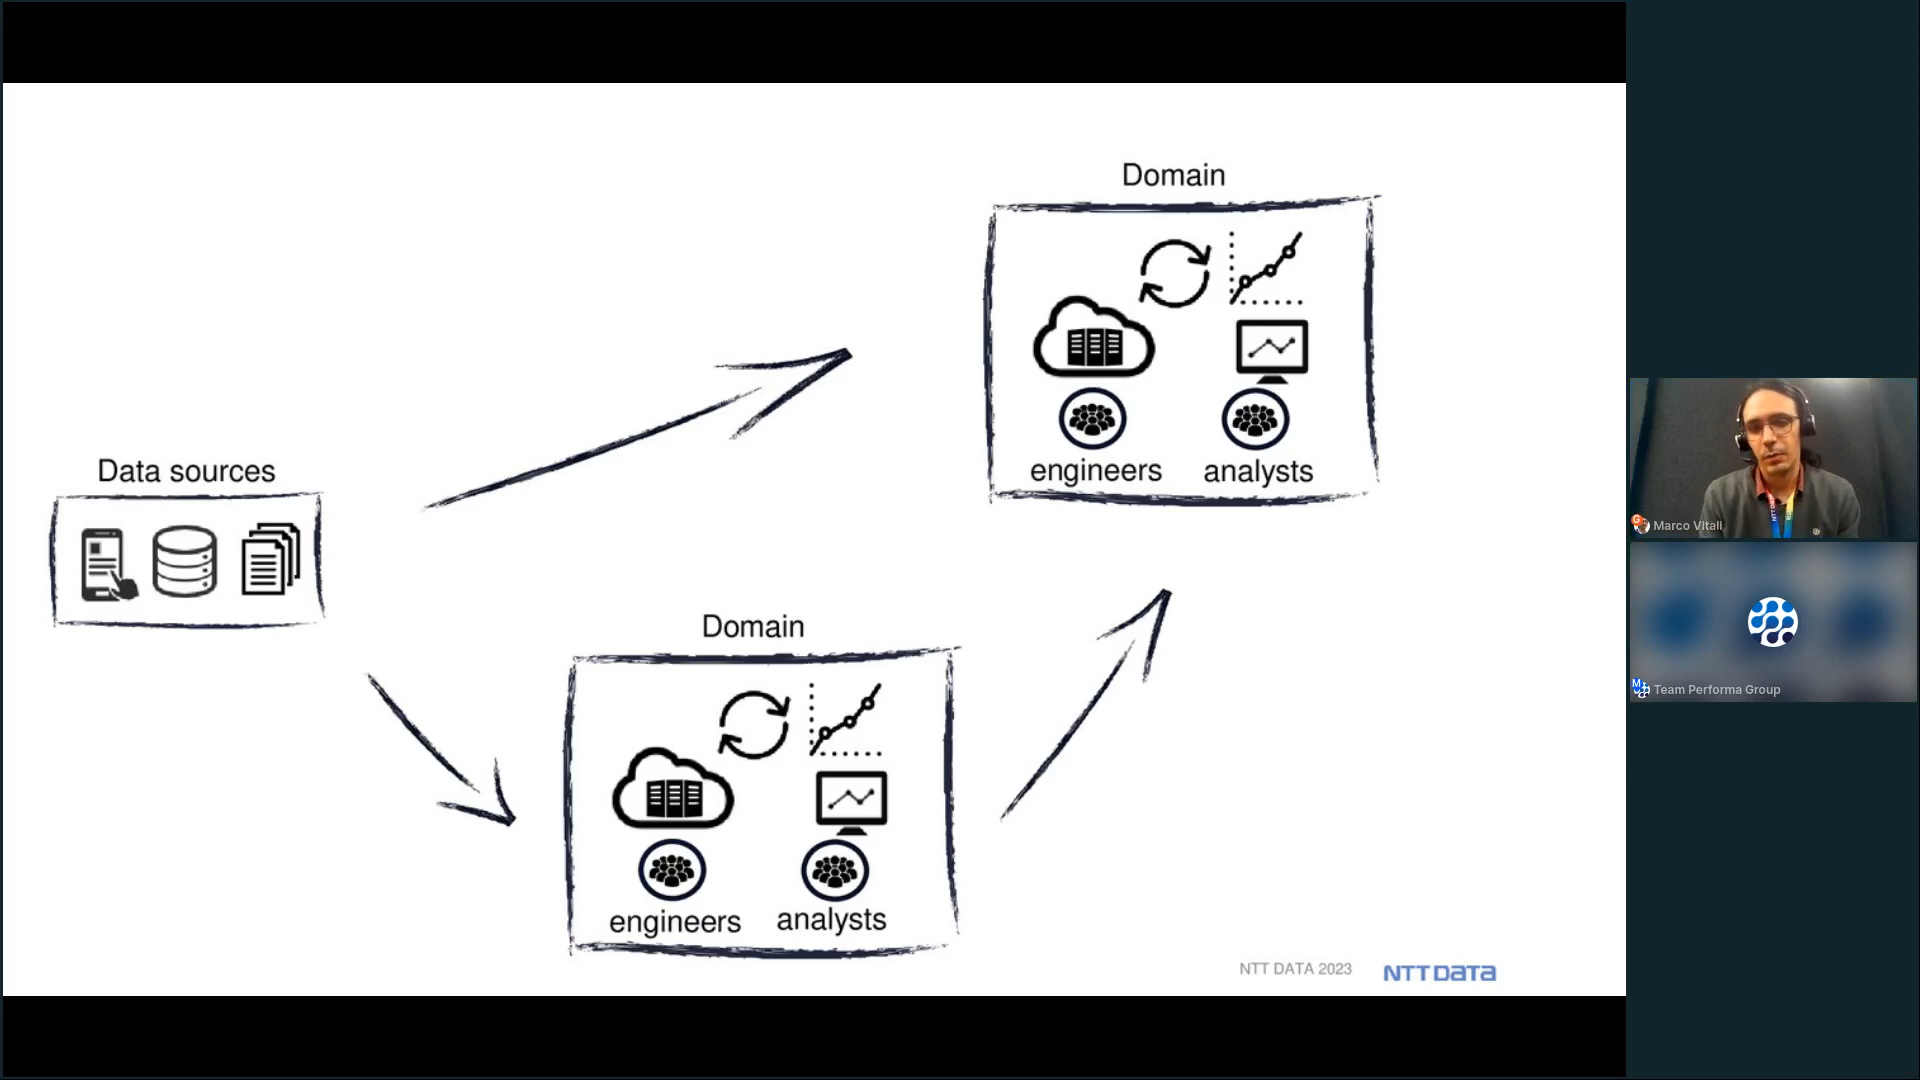 Domain
engineers
analysts
Data sources
Domain
engineers
analysts
NTT DATA 2023
NTT DATA
Marco Vitali
Team Performa Group